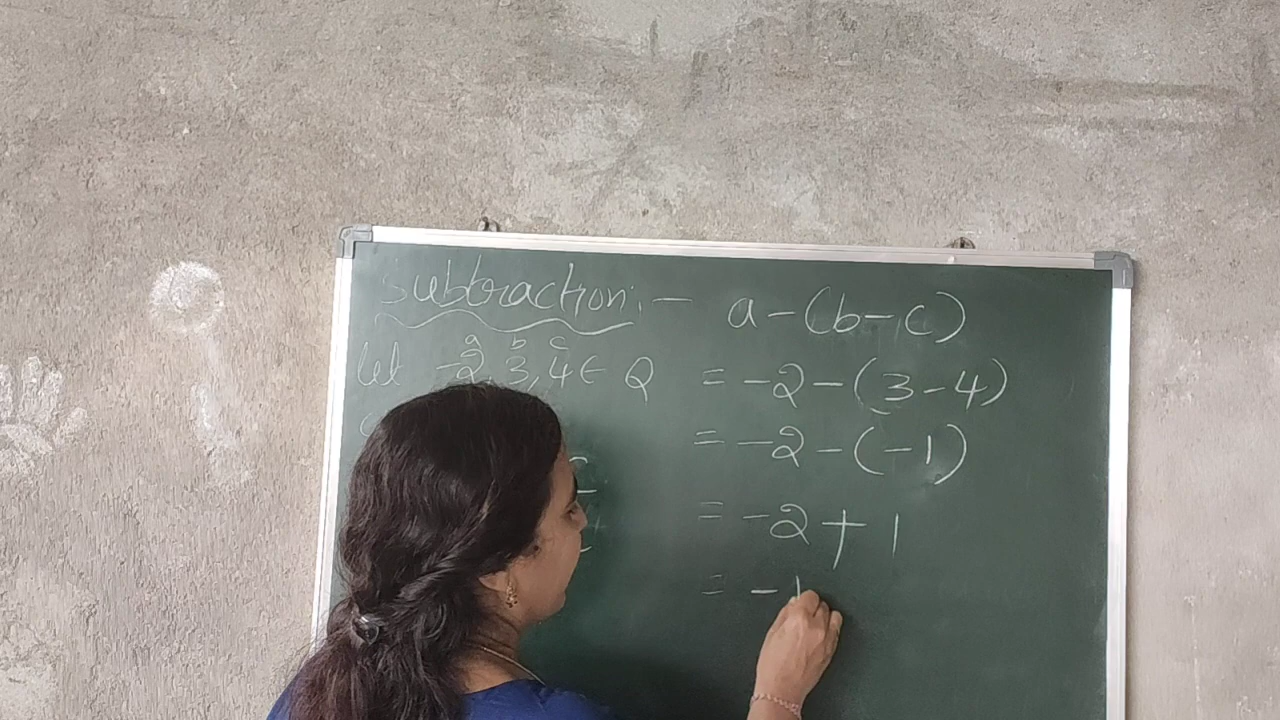 Subtraction:- a-(b-c)
a b c
let -2, 3, 4 ∈ Q = -2-(3-4)
= -2-(-1)
= -2+1
= -1